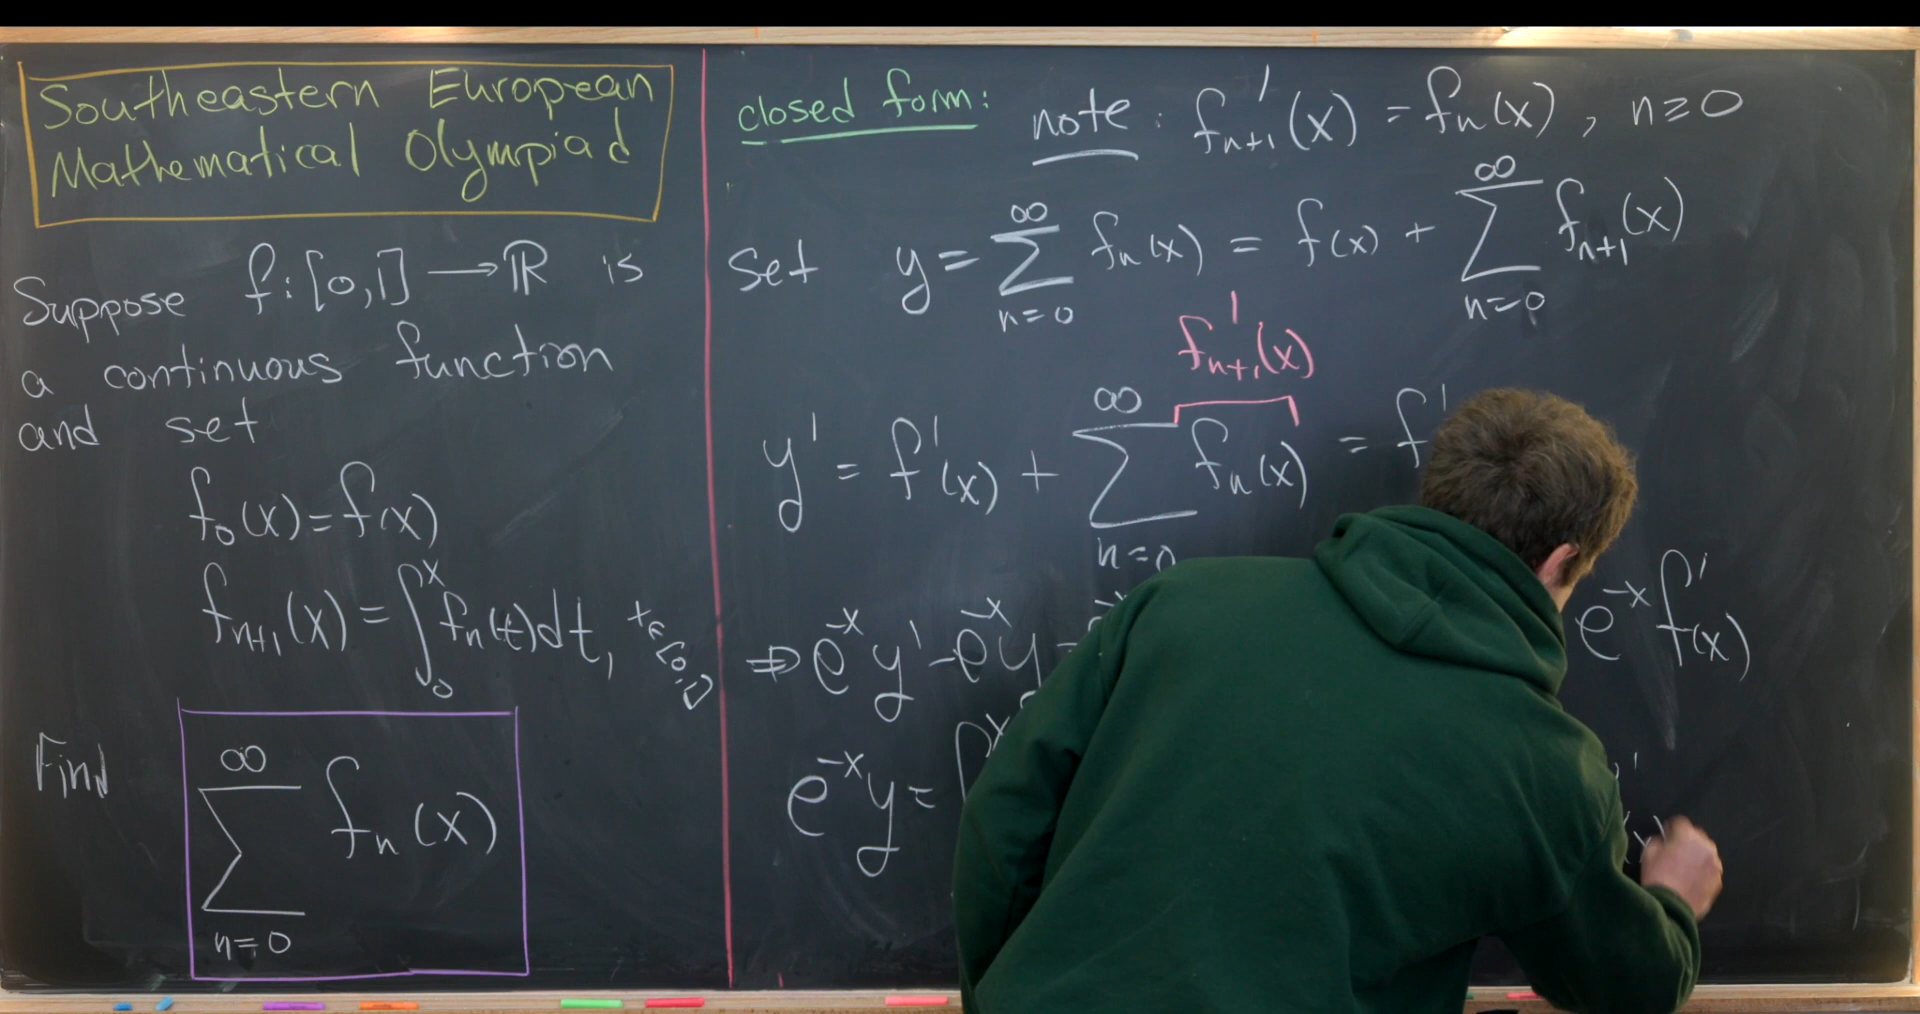 Southeastern European
Mathematical Olympiad
Suppose f:[0,1] → ℝ is
a continuous function
and set
f₀(x)=f(x)
fₙ₊₁(x) = ∫₀ˣ fₙ(t)dt, x∈[0,1]
Find
∞
∑ fₙ(x)
n=0
closed form: note: fₙ₊₁'(x) = fₙ(x), n≥0
Set y = ∑ₙ₌₀^∞ fₙ(x) = f(x) + ∑ₙ₌₀^∞ fₙ₊₁(x)
f'ₙ₊₁(x)
y' = f'(x) + ∑ₙ₌₀^∞ fₙ(x) = f'
⇒ e⁻ˣy' - e⁻ˣy e⁻ˣ f'(x)
e⁻ˣy = ∫ˣ